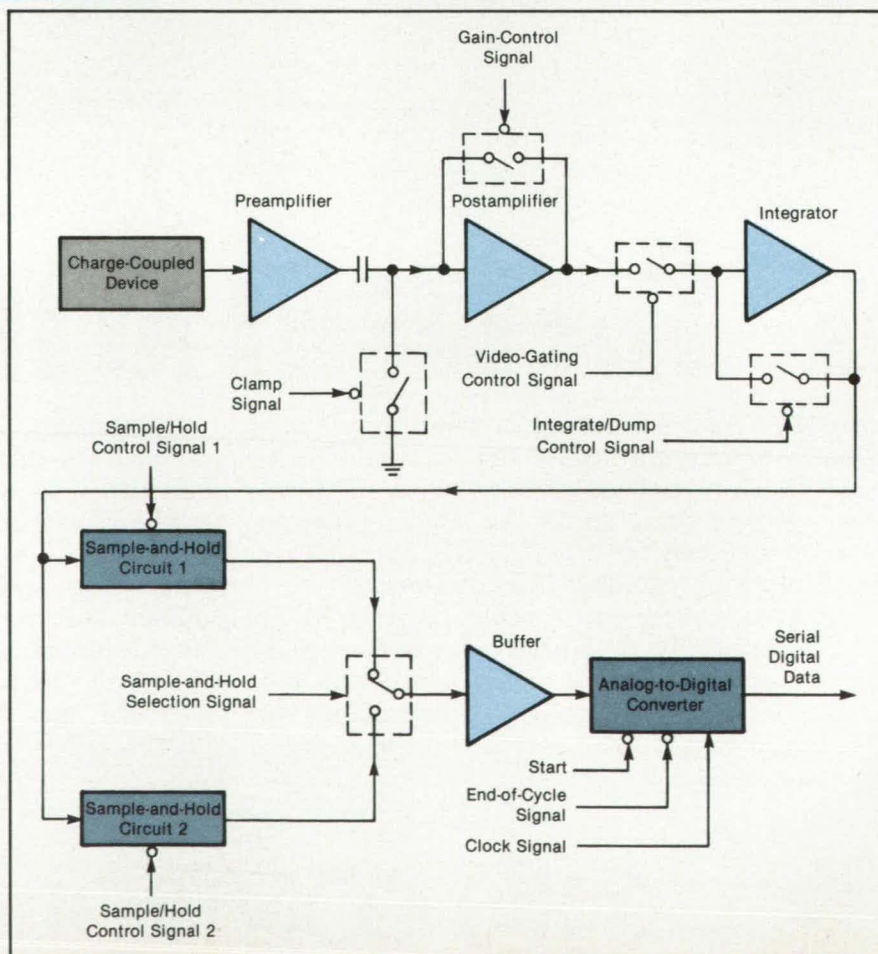 Gain-Control
Signal
Preamplifier
Postamplifier
Integrator
Charge-Coupled
Device
Video-Gating
Control Signal
Clamp
Signal
Integrate/Dump
Control Signal
Sample/Hold
Control Signal 1
Sample-and-Hold
Circuit 1
Buffer
Serial
Digital
Data
Sample-and-Hold
Selection Signal
Analog-to-Digital
Converter
Start
End-of-Cycle
Signal
Clock Signal
Sample-and-Hold
Circuit 2
Sample/Hold
Control Signal 2